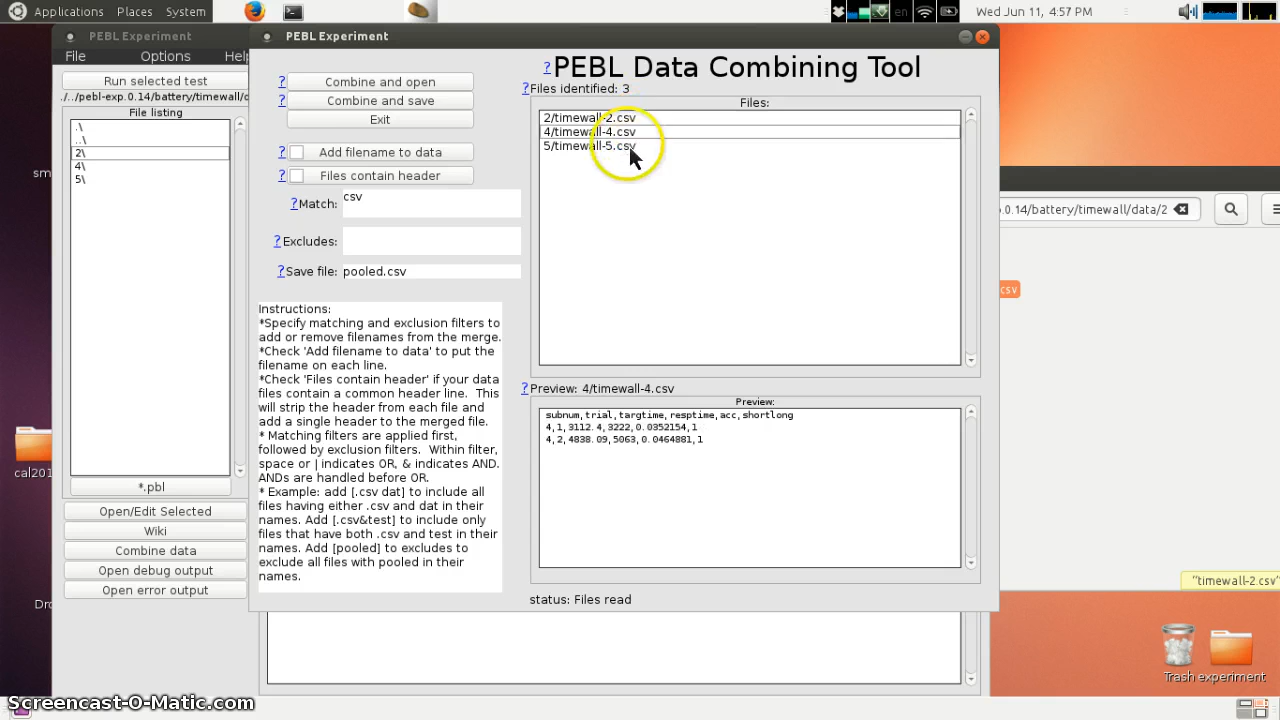 Applications Places System
en
Wed Jun 11, 4:57 PM
PEBL Experiment
File Options Help
Run selected test
./../pebl-exp.0.14/battery/timewall/d
File listing
.\
..\
2\
4\
5\
*.pbl
Open/Edit Selected
Wiki
Combine data
Open debug output
Open error output
PEBL Experiment
? Combine and open
? Combine and save
Exit
? Add filename to data
? Files contain header
?Match: csv
?Excludes:
?Save file: pooled.csv
Instructions:
*Specify matching and exclusion filters to
add or remove filenames from the merge.
*Check 'Add filename to data' to put the
filename on each line.
*Check 'Files contain header' if your data
files contain a common header line. This
will strip the header from each file and
add a single header to the merged file.
* Matching filters are applied first,
followed by exclusion filters. Within filter,
space or | indicates OR, & indicates AND.
ANDs are handled before OR.
* Example: add [.csv dat] to include all
files having either .csv and dat in their
names. Add [.csv&test] to include only
files that have both .csv and test in their
names. Add [pooled] to excludes to
exclude all files with pooled in their
names.
?PEBL Data Combining Tool
?Files identified: 3
Files:
2/timewall-2.csv
4/timewall-4.csv
5/timewall-5.csv
?Preview: 4/timewall-4.csv
Preview:
subnum,trial,targtime,resptime,acc,shortlong
4,1,3112.4,3222,0.0352154,1
4,2,4838.09,5063,0.0464881,1
status: Files read
p.0.14/battery/timewall/data/2
csv
"timewall-2.csv
sm
cal201
Dro
Trash experiment
Screencast-O-Matic.com